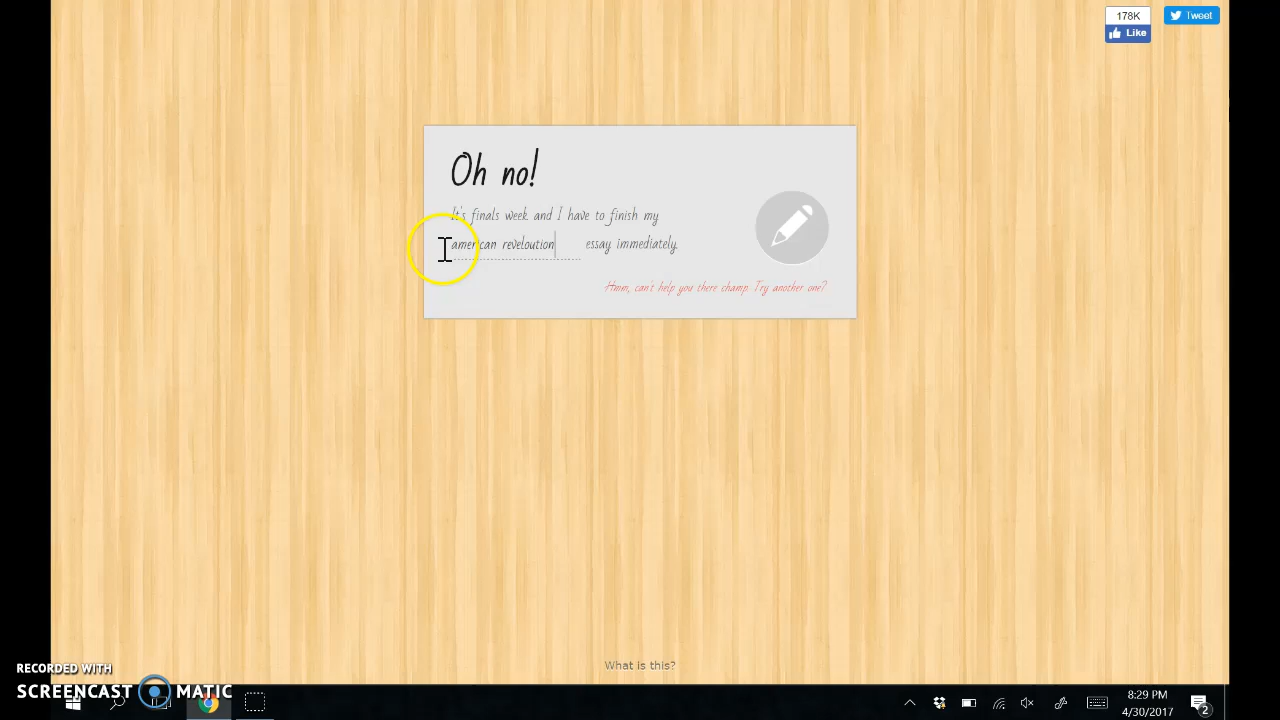 178K
Like
Tweet
Oh no!
It's finals week and I have to finish my
american reveloution essay immediately.
Hmm, can't help you there champ. Try another one?
What is this?
RECORDED WITH
SCREENCAST MATIC
8:29 PM
4/30/2017
2